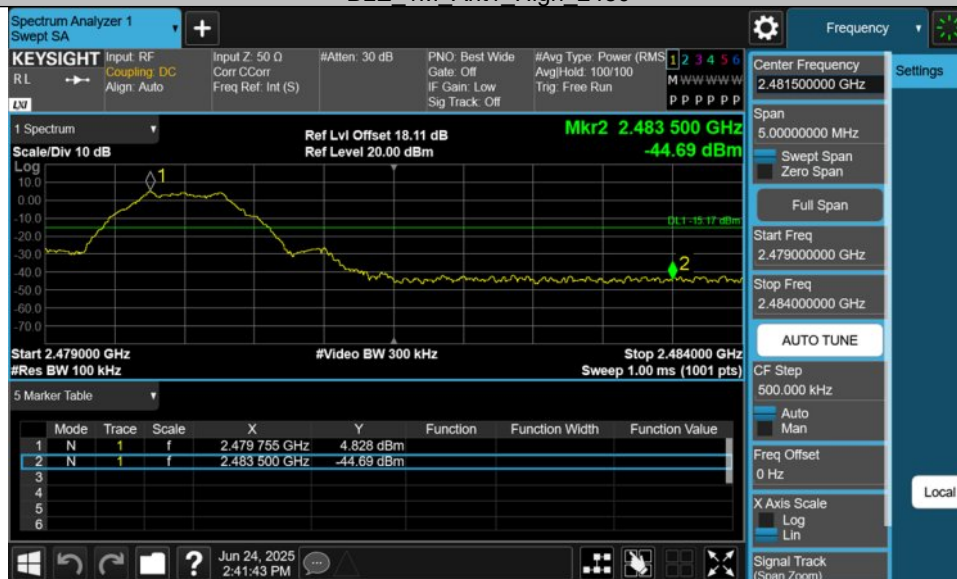 Spectrum Analyzer 1
Swept SA
+
Frequency
KEYSIGHT
R L
LXI
Input: RF
Coupling: DC
Align: Auto
Input Z: 50 Ω
Corr CCorr
Freq Ref: Int (S)
#Atten: 30 dB
PNO: Best Wide
Gate: Off
IF Gain: Low
Sig Track: Off
#Avg Type: Power (RMS
Avg|Hold: 100/100
Trig: Free Run
1 2 3 4 5 6
M W W W W W
P P P P P P
1 Spectrum
Scale/Div 10 dB
Ref Lvl Offset 18.11 dB
Ref Level 20.00 dBm
Mkr2 2.483 500 GHz
-44.69 dBm
Log
10.0
0.00
-10.0
-20.0
-30.0
-40.0
-50.0
-60.0
-70.0
1
DL1 -15.17 dBm
2
Start 2.479000 GHz
#Res BW 100 kHz
#Video BW 300 kHz
Stop 2.484000 GHz
Sweep 1.00 ms (1001 pts)
5 Marker Table
Mode Trace Scale X Y Function Function Width Function Value
1 N 1 f 2.479 755 GHz 4.828 dBm
2 N 1 f 2.483 500 GHz -44.69 dBm
3
4
5
6
?
Jun 24, 2025
2:41:43 PM
Center Frequency
2.481500000 GHz
Span
5.00000000 MHz
Swept Span
Zero Span
Full Span
Start Freq
2.479000000 GHz
Stop Freq
2.484000000 GHz
AUTO TUNE
CF Step
500.000 kHz
Auto
Man
Freq Offset
0 Hz
X Axis Scale
Log
Lin
Signal Track
(Span Zoom)
Settings
Local